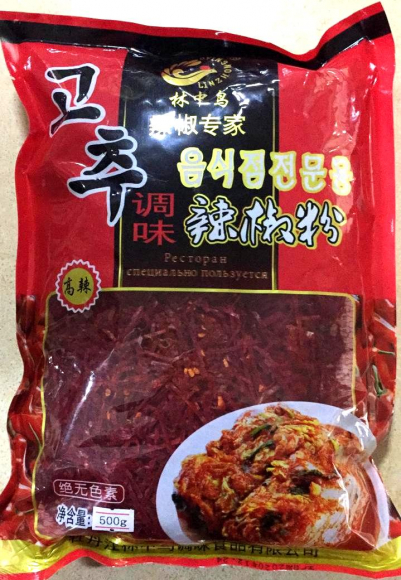 林中鸟
辣椒专家
고추
음식점전문용
调味
辣椒粉
Ресторан
специально пользуется
高辣
绝无色素
净含量:
500g